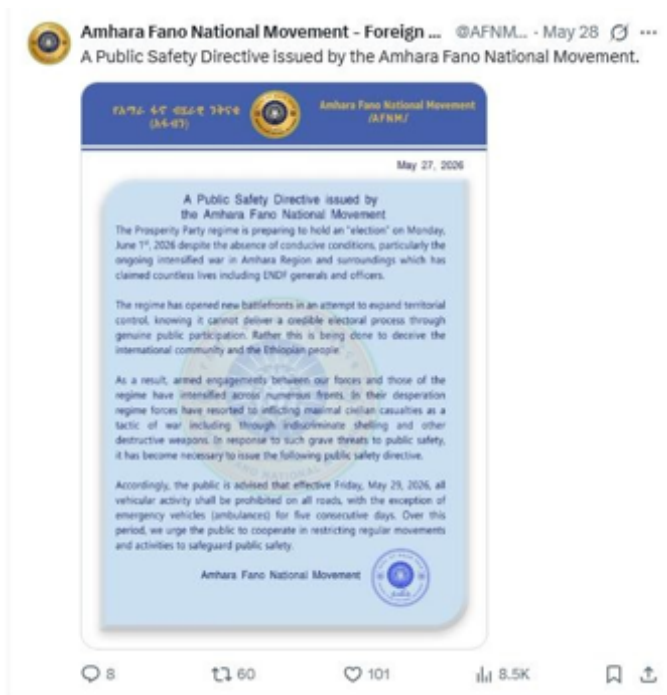 Amhara Fano National Movement - Foreign ... @AFNM... · May 28
A Public Safety Directive issued by the Amhara Fano National Movement.
የአማራ ፋኖ ብሔራዊ ንቅናቄ
(አፋብን)
Amhara Fano National Movement
/AFNM/
May 27, 2026
A Public Safety Directive issued by
the Amhara Fano National Movement
The Prosperity Party regime is preparing to hold an "election" on Monday,
June 1st, 2026 despite the absence of conducive conditions, particularly the
ongoing intensified war in Amhara Region and surroundings which has
claimed countless lives including ENDF generals and officers.
The regime has opened new battlefronts in an attempt to expand territorial
control, knowing it cannot deliver a credible electoral process through
genuine public participation. Rather this is being done to deceive the
international community and the Ethiopian people.
As a result, armed engagements between our forces and those of the
regime have intensified across numerous fronts. In their desperation
regime forces have resorted to inflicting maximal civilian casualties as a
tactic of war including through indiscriminate shelling and other
destructive weapons. In response to such grave threats to public safety,
it has become necessary to issue the following public safety directive.
Accordingly, the public is advised that effective Friday, May 29, 2026, all
vehicular activity shall be prohibited on all roads, with the exception of
emergency vehicles (ambulances) for five consecutive days. Over this
period, we urge the public to cooperate in restricting regular movements
and activities to safeguard public safety.
Amhara Fano National Movement
8 60 101 8.5K